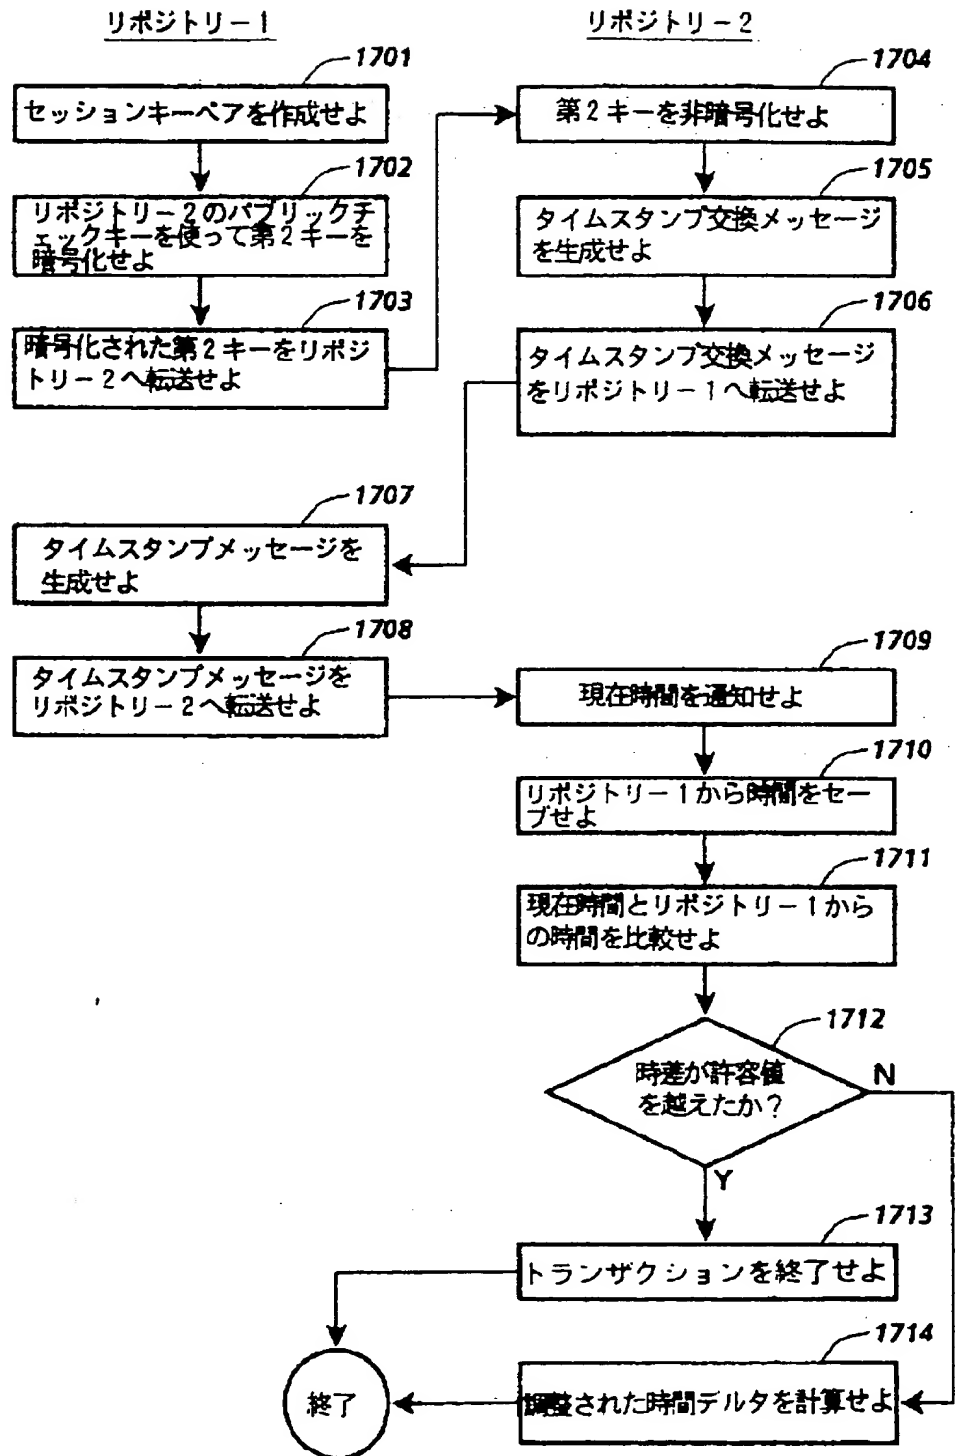 リポジトリー1
リポジトリー2
1701
セッションキーペアを作成せよ
1702
リポジトリー2のパブリックチ
ェックキーを使って第2キーを
暗号化せよ
1703
暗号化された第2キーをリポジ
トリー2へ転送せよ
1704
第2キーを非暗号化せよ
1705
タイムスタンプ交換メッセージ
を生成せよ
1706
タイムスタンプ交換メッセージ
をリポジトリー1へ転送せよ
1707
タイムスタンプメッセージを
生成せよ
1708
タイムスタンプメッセージを
リポジトリー2へ転送せよ
1709
現在時間を通知せよ
1710
リポジトリー1から時間をセー
ブせよ
1711
現在時間とリポジトリー1から
の時間を比較せよ
1712
時差が許容値
を越えたか?
N
Y
1713
トランザクションを終了せよ
1714
調整された時間デルタを計算せよ
終了